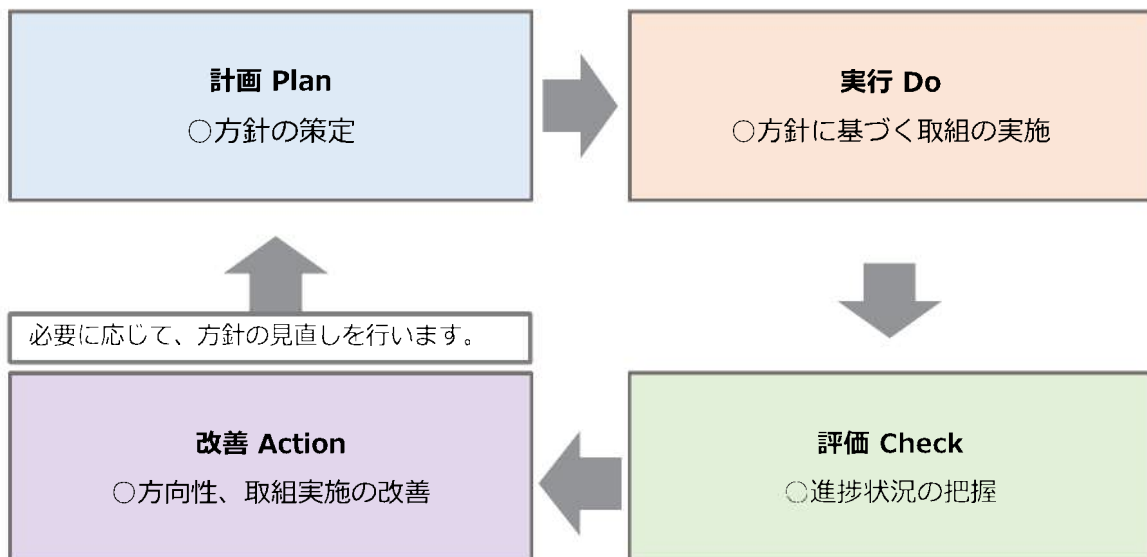 計画 Plan
○方針の策定
実行 Do
○方針に基づく取組の実施
必要に応じて、方針の見直しを行います。
改善 Action
○方向性、取組実施の改善
評価 Check
○進捗状況の把握